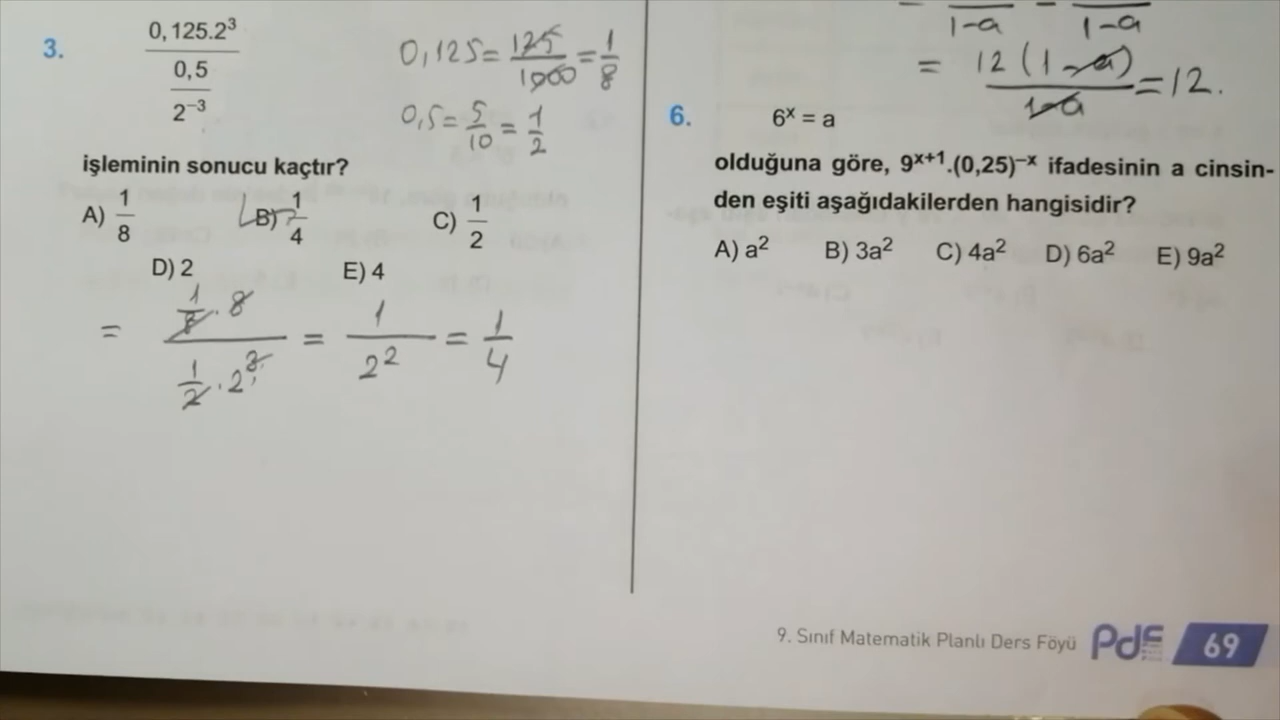 3.
0,125.2³
0,5
2⁻³
0,125 = 125/1000 = 1/8
0,5 = 5/10 = 1/2
işleminin sonucu kaçtır?
A) 1/8 B) 1/4 C) 1/2
D) 2 E) 4
= 1/8 . 8 / 1/2 . 2³ = 1/2² = 1/4
1-a 1-a
= 12(1-a)/1-a = 12.
6.
6ˣ = a
olduğuna göre, 9ˣ⁺¹.(0,25)⁻ˣ ifadesinin a cinsin-
den eşiti aşağıdakilerden hangisidir?
A) a² B) 3a² C) 4a² D) 6a² E) 9a²
9. Sınıf Matematik Planlı Ders Föyü PdF 69